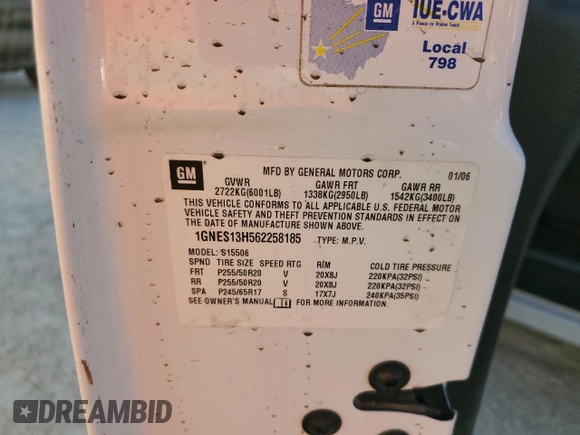 GM
IUE-CWA
A FORCE IN WORKING TOGETHER
Local
798
GM
MFD BY GENERAL MOTORS CORP. 01/06
GVWR GAWR FRT GAWR RR
2722KG(6001LB) 1338KG(2950LB) 1542KG(3400LB)
THIS VEHICLE CONFORMS TO ALL APPLICABLE U.S. FEDERAL MOTOR
VEHICLE SAFETY AND THEFT PREVENTION STANDARDS IN EFFECT ON
THE DATE OF MANUFACTURE SHOWN ABOVE.
1GNES13H562258185 TYPE: M.P.V.
MODEL: S15506
SPND TIRE SIZE SPEED RTG RIM COLD TIRE PRESSURE
FRT P255/50R20 V 20X8J 220KPA(32PSI)
RR P255/50R20 V 20X8J 220KPA(32PSI)
SPA P245/65R17 S 17X7J 240KPA(35PSI)
SEE OWNER'S MANUAL FOR MORE INFORMATION.
DREAMBID